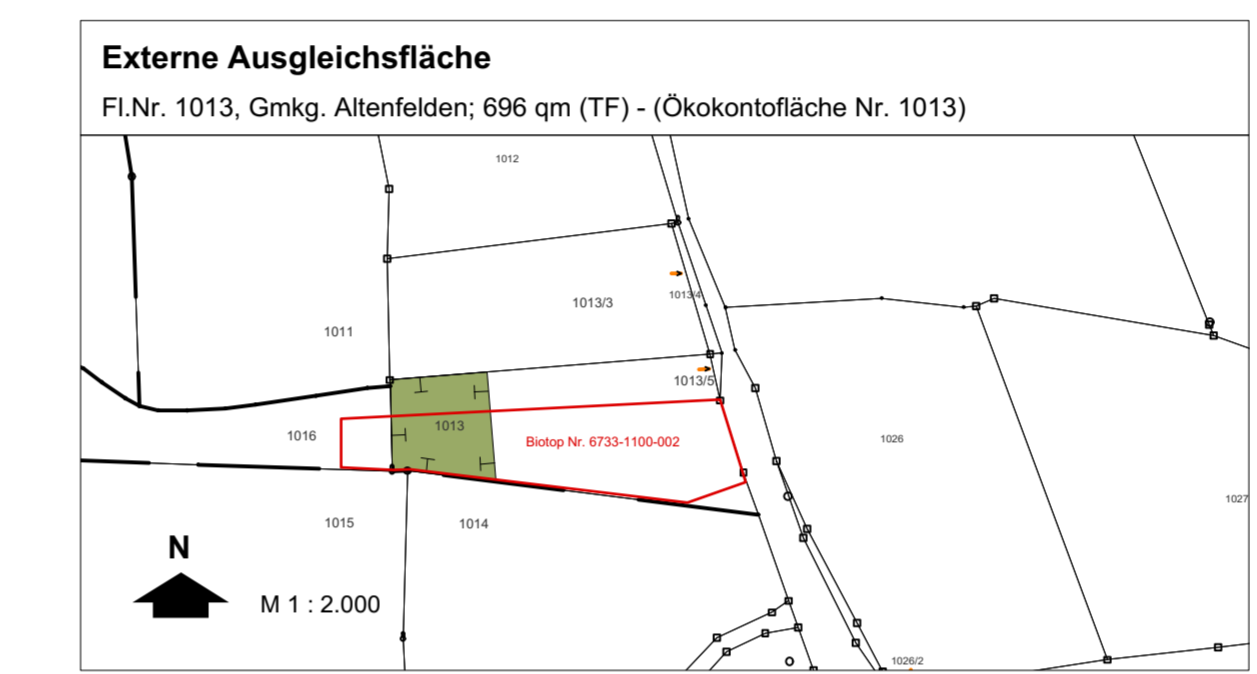 Externe Ausgleichsfläche
Fl.Nr. 1013, Gmkg. Altenfelden; 696 qm (TF) - (Ökokontofläche Nr. 1013)
1012
1013/3
1013/4
1011
1013/5
1016
1013
Biotop Nr. 6733-1100-002
1026
1027
1015
1014
N
M 1 : 2.000
1026/2